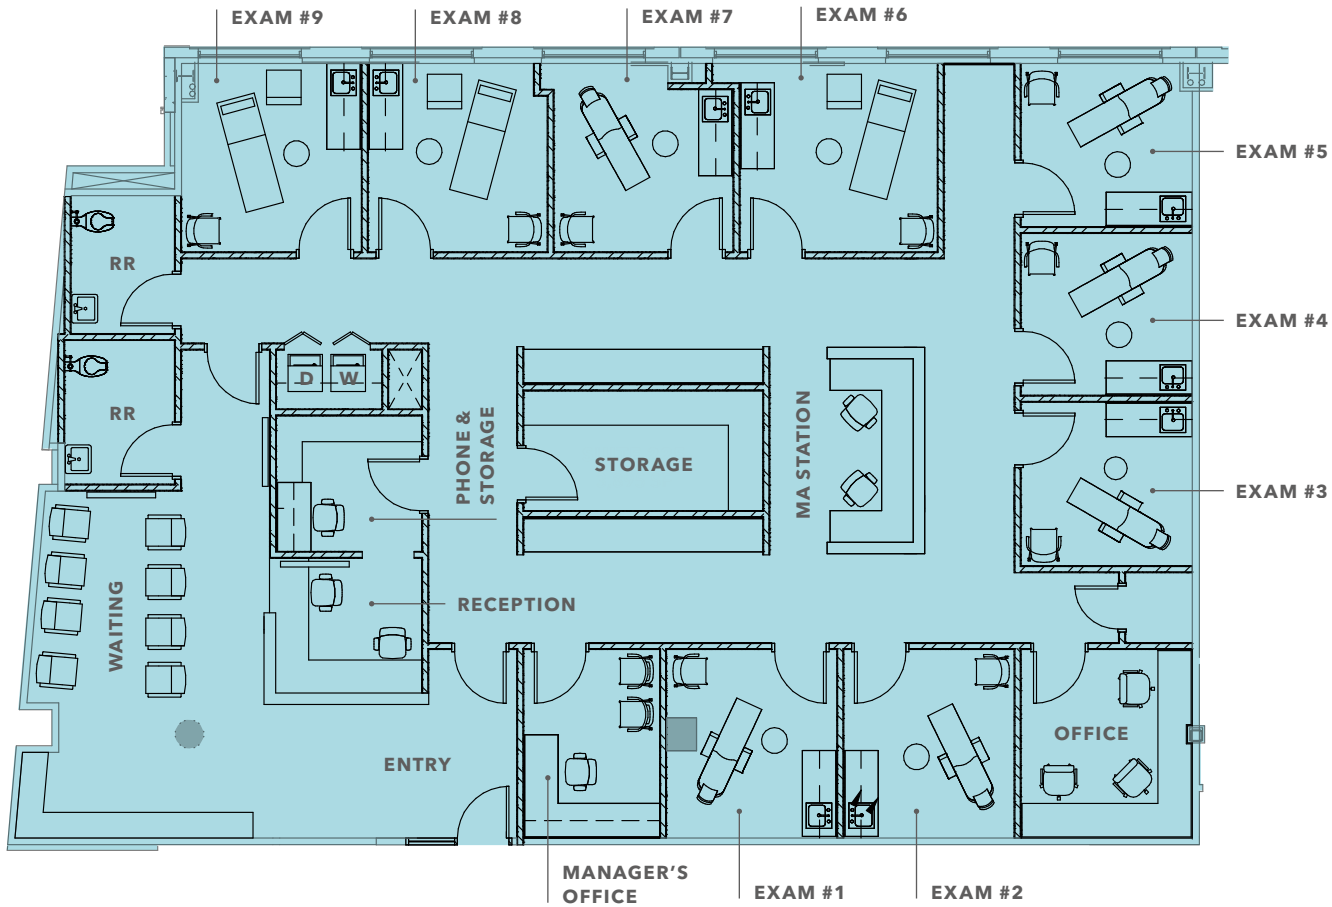 EXAM #9
EXAM #8
EXAM #7
EXAM #6
EXAM #5
RR
EXAM #4
D
W
RR
PHONE &
STORAGE
STORAGE
MA STATION
EXAM #3
WAITING
RECEPTION
OFFICE
ENTRY
MANAGER'S
OFFICE
EXAM #1
EXAM #2